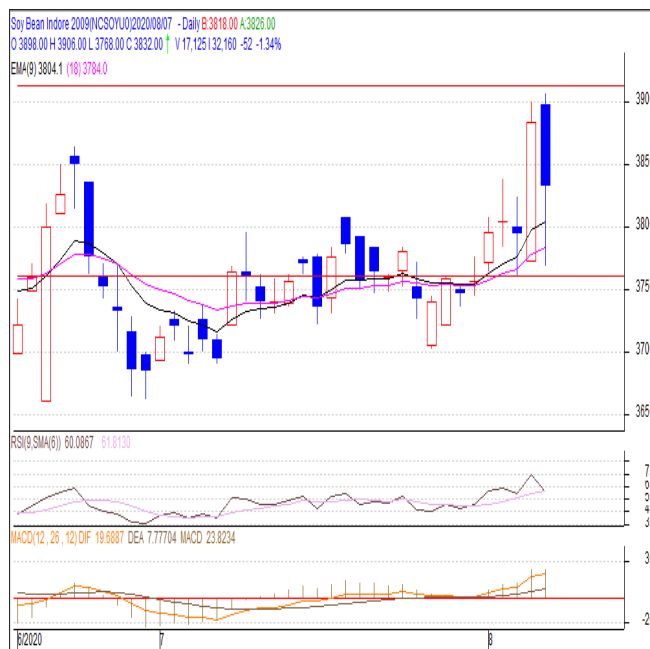 Soy Bean Indore 2009(NCSOYU0)2020/08/07 - Daily B:3818.00 A:3826.00
O 3898.00 H 3906.00 L 3768.00 C 3832.00 V 17,125 I 32,160 -52 -1.34%
EMA(9) 3804.1 (18) 3784.0
390
385
380
375
370
365
RSI(9,SMA(6)) 60.0867 61.8130
7
6
5
4
3
MACD(12 , 26 , 12) DIF 19.6887 DEA 7.77704 MACD 23.8234
3
-2
6/2020 7 8